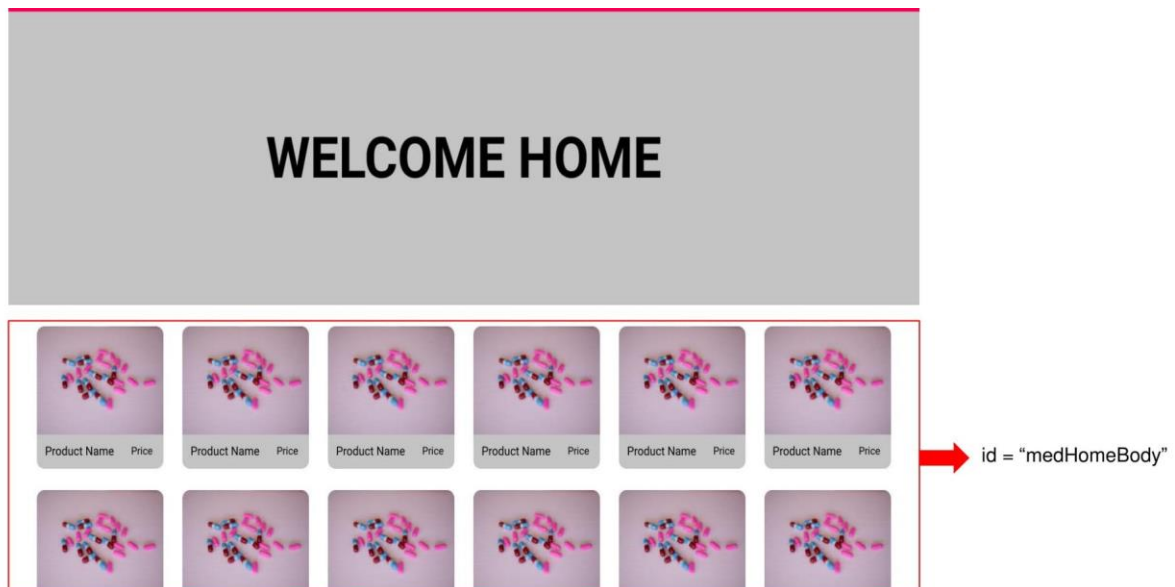 WELCOME HOME
Product Name Price Product Name Price Product Name Price Product Name Price Product Name Price Product Name Price
id = “medHomeBody”